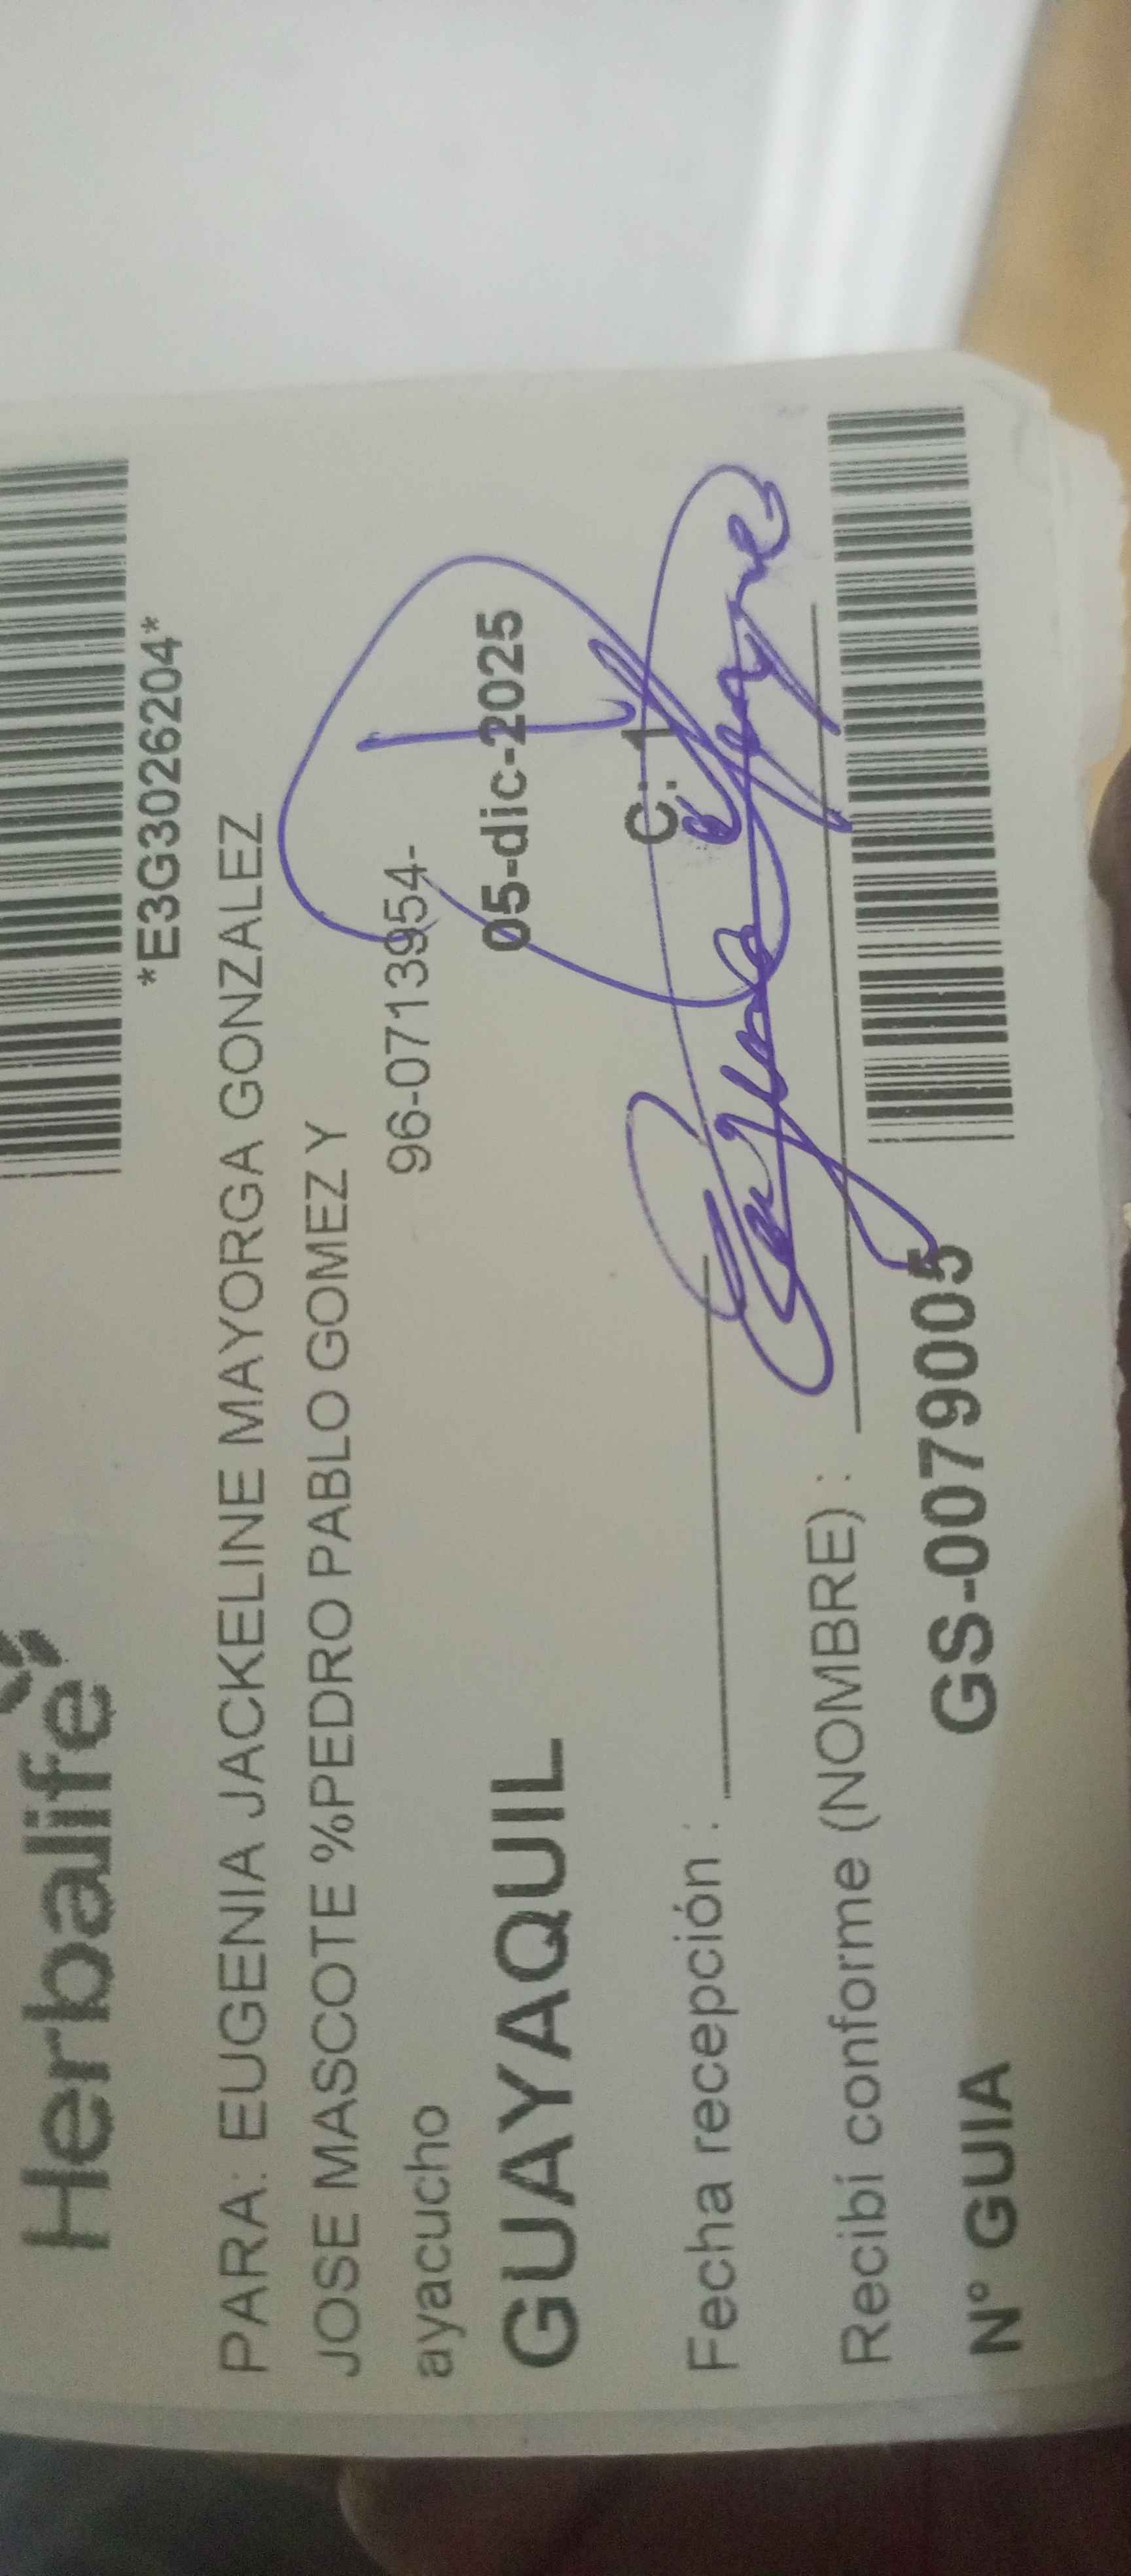 Herbalife
*E3G3026204*
PARA: EUGENIA JACKELINE MAYORGA GONZALEZ
JOSE MASCOTE %PEDRO PABLO GOMEZ Y
ayacucho
96-0713954-
GUAYAQUIL
05-dic-2025
C: 1
Fecha recepción :
Recibí conforme (NOMBRE) :
N° GUIA GS-0079005